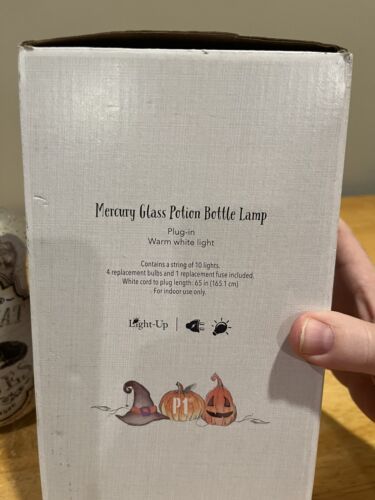 Mercury Glass Potion Bottle Lamp
Plug-in
Warm white light
Contains a string of 10 lights.
4 replacement bulbs and 1 replacement fuse included.
White cord to plug length: 65 in (165.1 cm)
For indoor use only.
Light-Up